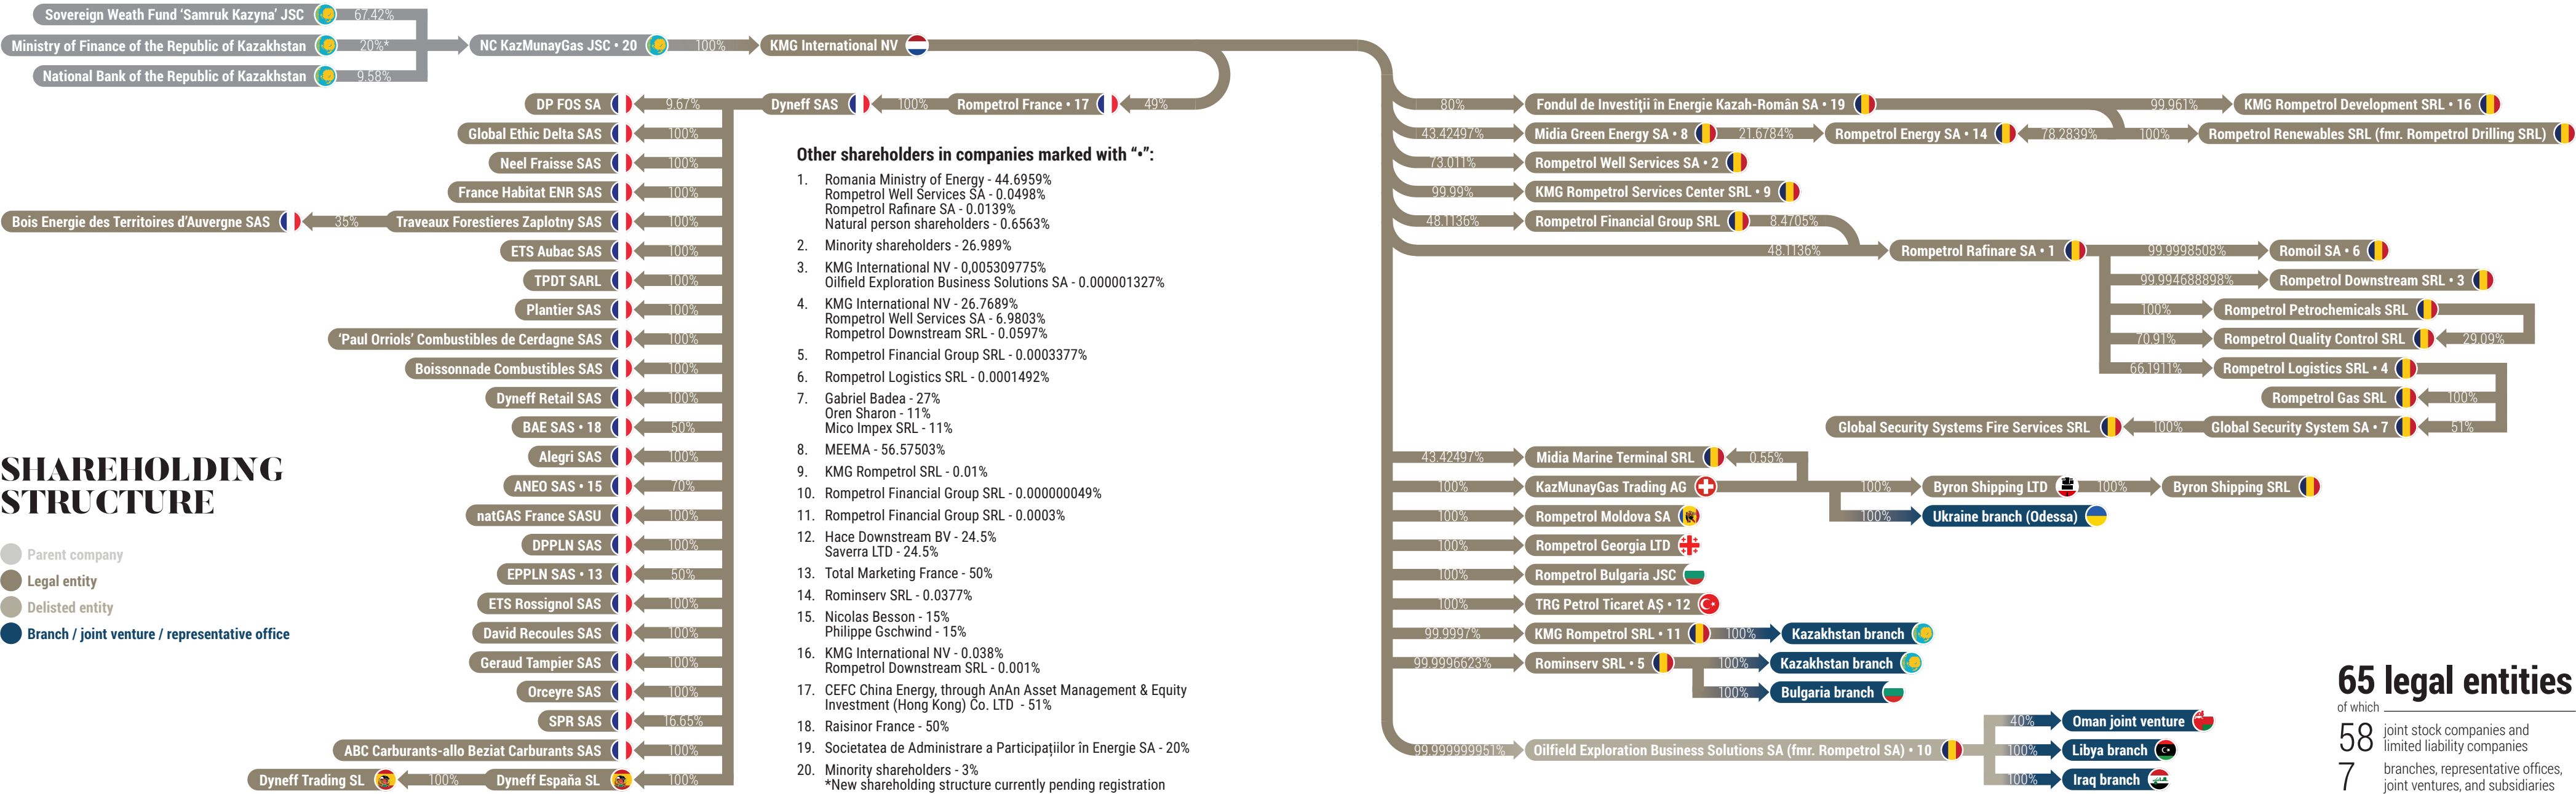 Sovereign Weath Fund ‘Samruk Kazyna’ JSC
67.42%
Ministry of Finance of the Republic of Kazakhstan
20%*
National Bank of the Republic of Kazakhstan
9.58%
NC KazMunayGas JSC • 20
100%
KMG International NV
49%
Rompetrol France • 17
100%
Dyneff SAS
9.67%
DP FOS SA
100%
Global Ethic Delta SAS
100%
Neel Fraisse SAS
100%
France Habitat ENR SAS
100%
Traveaux Forestieres Zaplotny SAS
35%
Bois Energie des Territoires d’Auvergne SAS
100%
ETS Aubac SAS
100%
TPDT SARL
100%
Plantier SAS
100%
‘Paul Orriols’ Combustibles de Cerdagne SAS
100%
Boissonnade Combustibles SAS
100%
Dyneff Retail SAS
100%
BAE SAS • 18
50%
Alegri SAS
100%
ANEO SAS • 15
70%
natGAS France SASU
100%
DPPLN SAS
100%
EPPLN SAS • 13
50%
ETS Rossignol SAS
100%
David Recoules SAS
100%
Geraud Tampier SAS
100%
Orceyre SAS
100%
SPR SAS
16.65%
ABC Carburants-allo Beziat Carburants SAS
100%
Dyneff España SL
100%
Dyneff Trading SL
100%
SHAREHOLDING
STRUCTURE
Parent company
Legal entity
Delisted entity
Branch / joint venture / representative office
Other shareholders in companies marked with “•”:
1. Romania Ministry of Energy - 44.6959%
Rompetrol Well Services SA - 0.0498%
Rompetrol Rafinare SA - 0.0139%
Natural person shareholders - 0.6563%
2. Minority shareholders - 26.989%
3. KMG International NV - 0,005309775%
Oilfield Exploration Business Solutions SA - 0.000001327%
4. KMG International NV - 26.7689%
Rompetrol Well Services SA - 6.9803%
Rompetrol Downstream SRL - 0.0597%
5. Rompetrol Financial Group SRL - 0.0003377%
6. Rompetrol Logistics SRL - 0.0001492%
7. Gabriel Badea - 27%
Oren Sharon - 11%
Mico Impex SRL - 11%
8. MEEMA - 56.57503%
9. KMG Rompetrol SRL - 0.01%
10. Rompetrol Financial Group SRL - 0.000000049%
11. Rompetrol Financial Group SRL - 0.0003%
12. Hace Downstream BV - 24.5%
Saverra LTD - 24.5%
13. Total Marketing France - 50%
14. Rominserv SRL - 0.0377%
15. Nicolas Besson - 15%
Philippe Gschwind - 15%
16. KMG International NV - 0.038%
Rompetrol Downstream SRL - 0.001%
17. CEFC China Energy, through AnAn Asset Management & Equity
Investment (Hong Kong) Co. LTD - 51%
18. Raisinor France - 50%
19. Societatea de Administrare a Participațiilor în Energie SA - 20%
20. Minority shareholders - 3%
*New shareholding structure currently pending registration
80%
Fondul de Investiţii în Energie Kazah-Român SA • 19
99.961%
KMG Rompetrol Development SRL • 16
43.42497%
Midia Green Energy SA • 8
21.6784%
Rompetrol Energy SA • 14
78.2839%
100%
Rompetrol Renewables SRL (fmr. Rompetrol Drilling SRL)
73.011%
Rompetrol Well Services SA • 2
99.99%
KMG Rompetrol Services Center SRL • 9
48.1136%
Rompetrol Financial Group SRL
8.4705%
48.1136%
Rompetrol Rafinare SA • 1
99.9998508%
Romoil SA • 6
99.994688898%
Rompetrol Downstream SRL • 3
100%
Rompetrol Petrochemicals SRL
70.91%
Rompetrol Quality Control SRL
29.09%
66.1911%
Rompetrol Logistics SRL • 4
Rompetrol Gas SRL
100%
Global Security Systems Fire Services SRL
100%
Global Security System SA • 7
51%
43.42497%
Midia Marine Terminal SRL
0.55%
100%
KazMunayGas Trading AG
100%
Byron Shipping LTD
100%
Byron Shipping SRL
100%
Rompetrol Moldova SA
100%
Ukraine branch (Odessa)
100%
Rompetrol Georgia LTD
100%
Rompetrol Bulgaria JSC
100%
TRG Petrol Ticaret AŞ • 12
99.9997%
KMG Rompetrol SRL • 11
100%
Kazakhstan branch
99.9996623%
Rominserv SRL • 5
100%
Kazakhstan branch
100%
Bulgaria branch
99.999999951%
Oilfield Exploration Business Solutions SA (fmr. Rompetrol SA) • 10
40%
Oman joint venture
100%
Libya branch
100%
Iraq branch
65 legal entities
of which
58 joint stock companies and
limited liability companies
7 branches, representative offices,
joint ventures, and subsidiaries